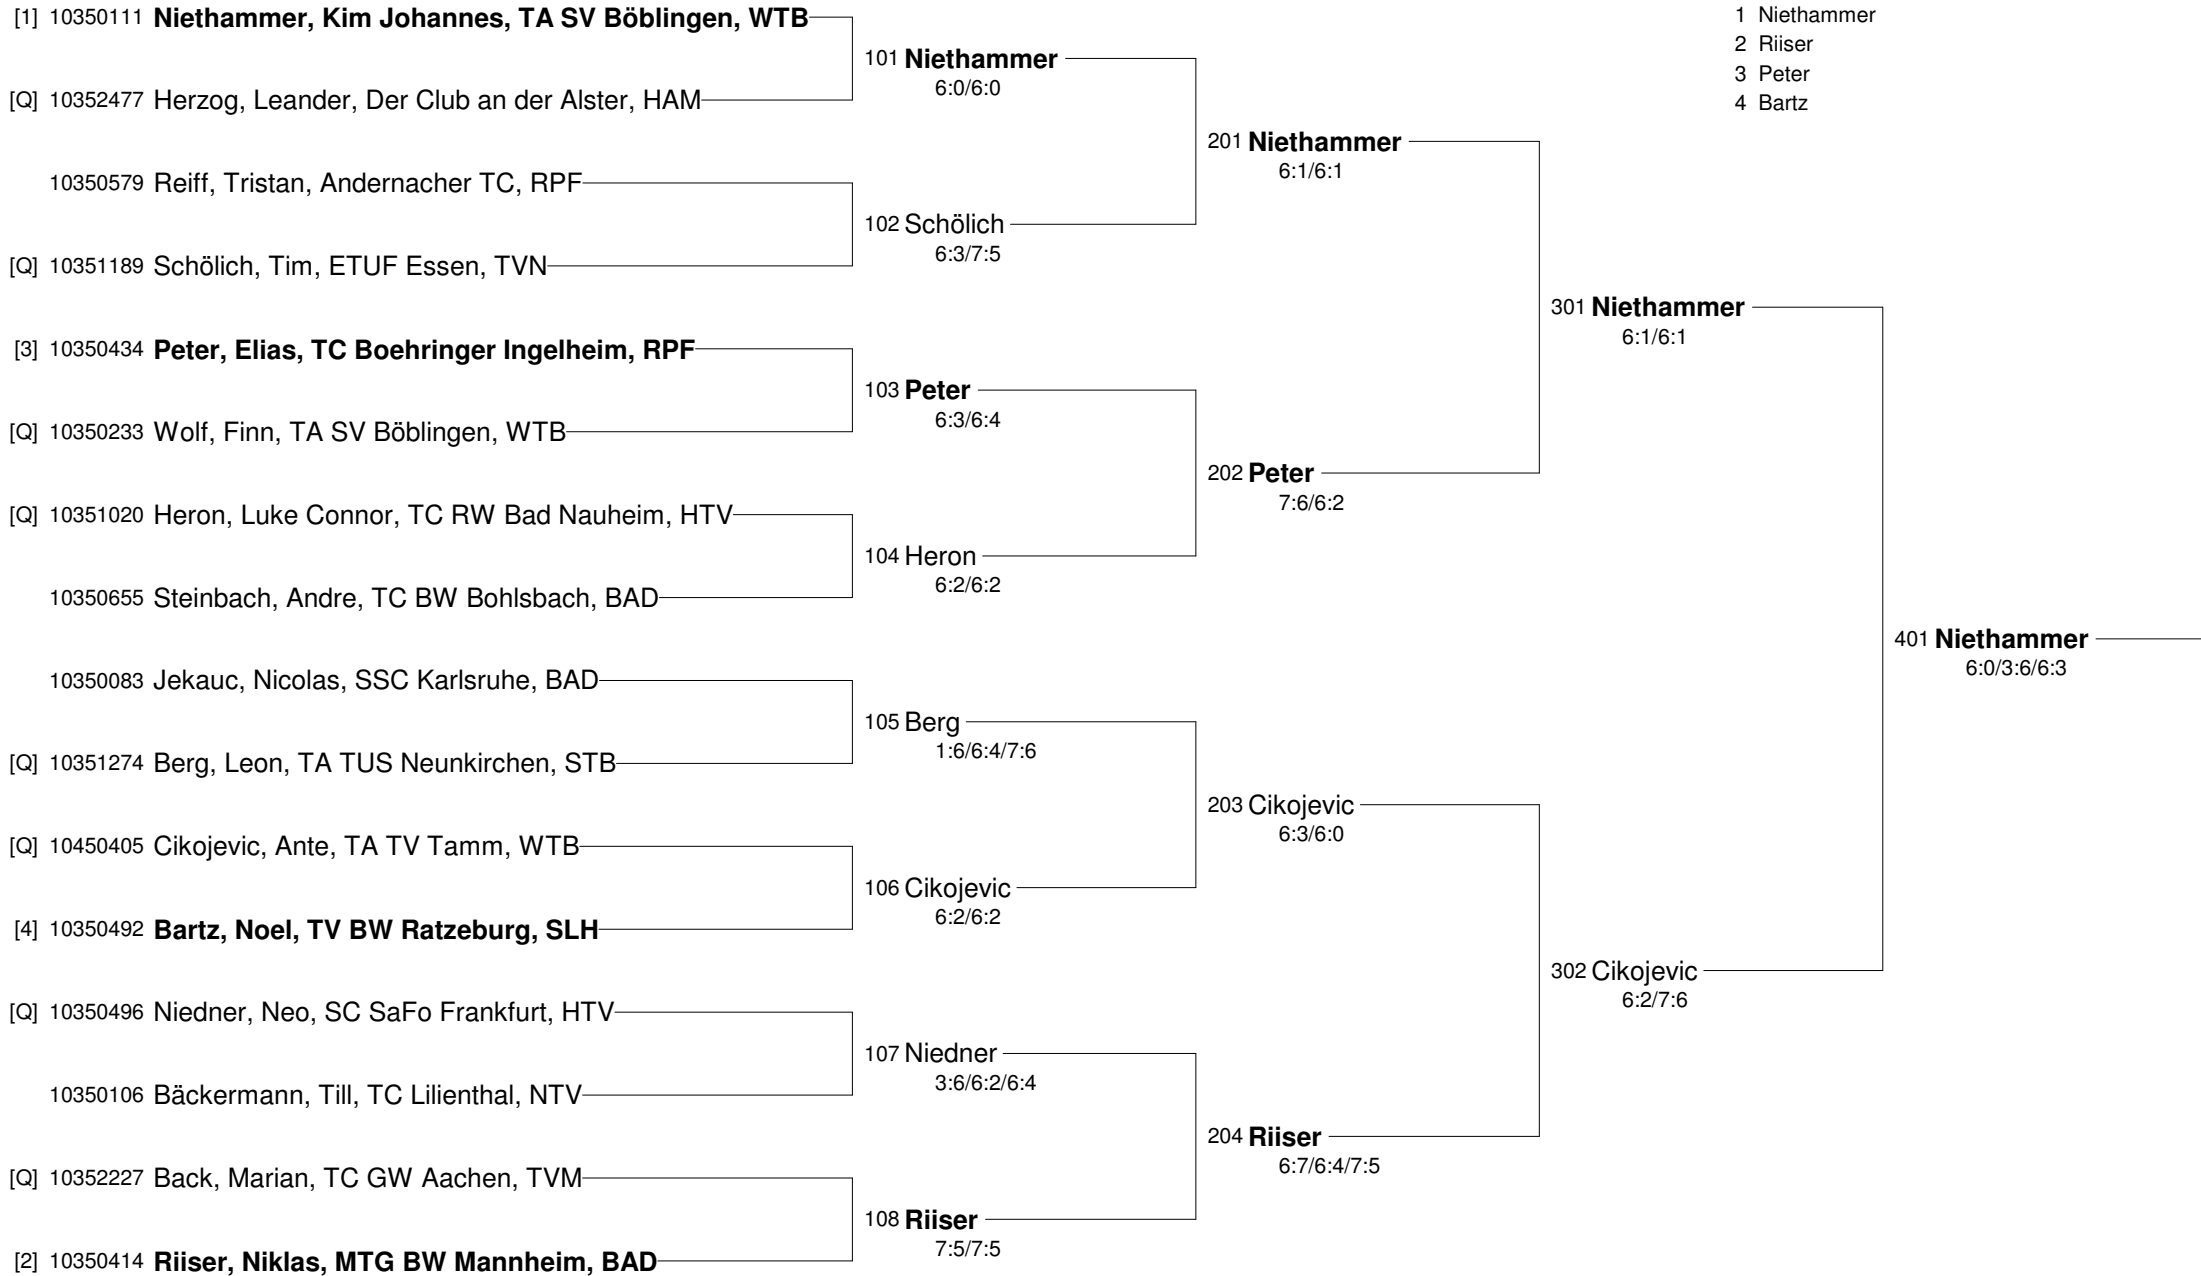 [1] 10350111 Niethammer, Kim Johannes, TA SV Böblingen, WTB
[Q] 10352477 Herzog, Leander, Der Club an der Alster, HAM
10350579 Reiff, Tristan, Andernacher TC, RPF
[Q] 10351189 Schölich, Tim, ETUF Essen, TVN
[3] 10350434 Peter, Elias, TC Boehringer Ingelheim, RPF
[Q] 10350233 Wolf, Finn, TA SV Böblingen, WTB
[Q] 10351020 Heron, Luke Connor, TC RW Bad Nauheim, HTV
10350655 Steinbach, Andre, TC BW Bohlsbach, BAD
10350083 Jekauc, Nicolas, SSC Karlsruhe, BAD
[Q] 10351274 Berg, Leon, TA TUS Neunkirchen, STB
[Q] 10450405 Cikojevic, Ante, TA TV Tamm, WTB
[4] 10350492 Bartz, Noel, TV BW Ratzeburg, SLH
[Q] 10350496 Niedner, Neo, SC SaFo Frankfurt, HTV
10350106 Bäckermann, Till, TC Lilienthal, NTV
[Q] 10352227 Back, Marian, TC GW Aachen, TVM
[2] 10350414 Riiser, Niklas, MTG BW Mannheim, BAD
101 Niethammer
6:0/6:0
102 Schölich
6:3/7:5
103 Peter
6:3/6:4
104 Heron
6:2/6:2
105 Berg
1:6/6:4/7:6
106 Cikojevic
6:2/6:2
107 Niedner
3:6/6:2/6:4
108 Riiser
7:5/7:5
201 Niethammer
6:1/6:1
202 Peter
7:6/6:2
203 Cikojevic
6:3/6:0
204 Riiser
6:7/6:4/7:5
301 Niethammer
6:1/6:1
302 Cikojevic
6:2/7:6
401 Niethammer
6:0/3:6/6:3
1 Niethammer
2 Riiser
3 Peter
4 Bartz